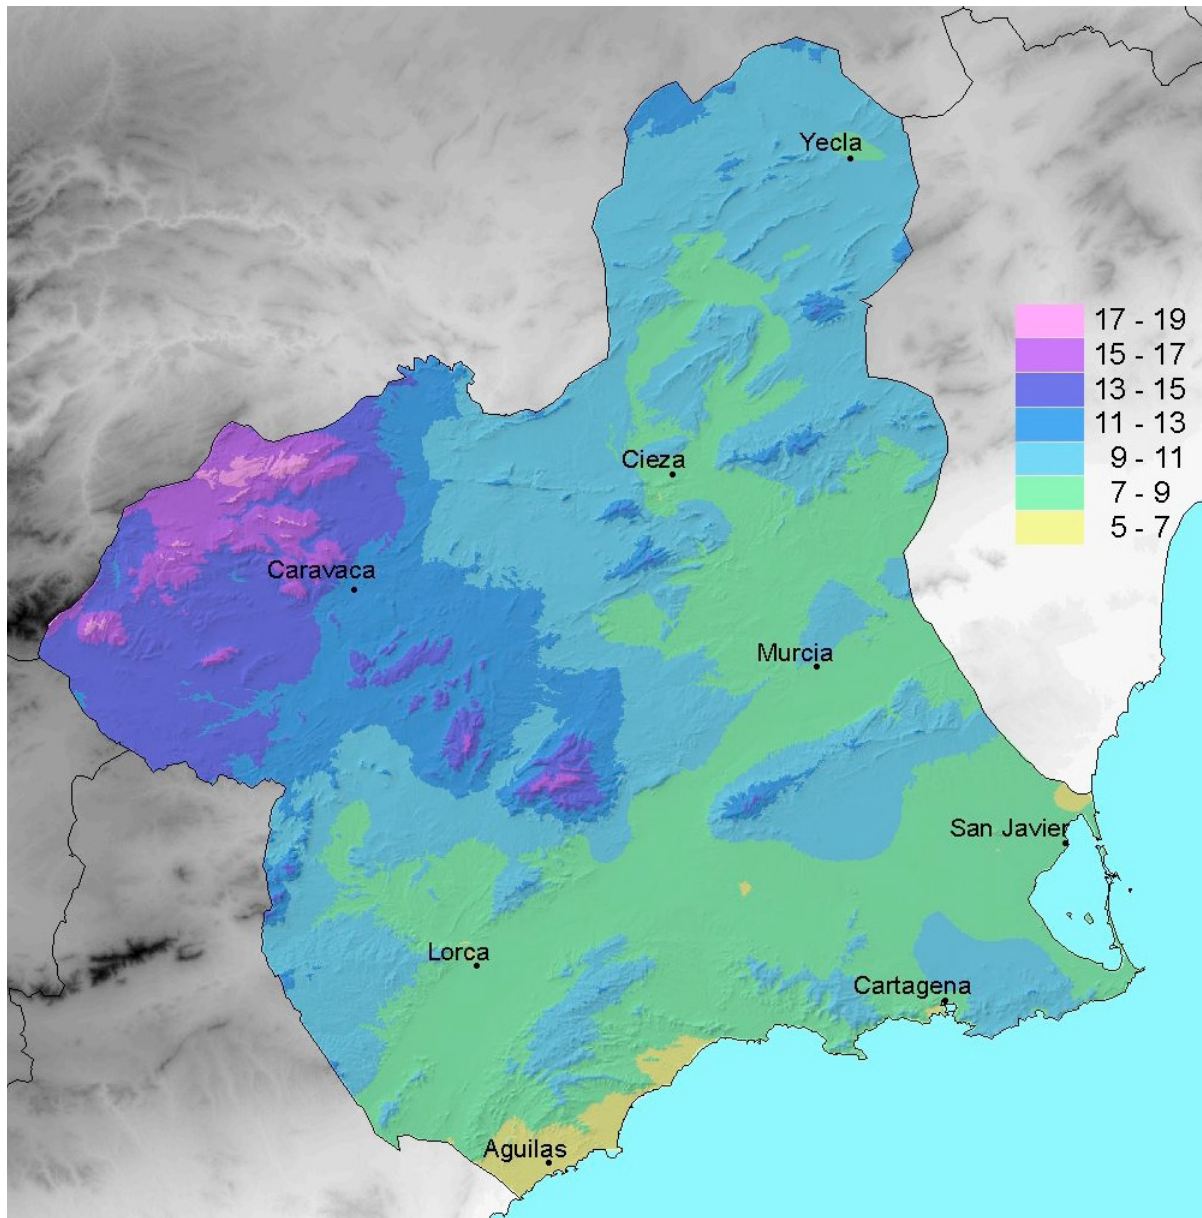 Yecla
17 - 19
15 - 17
13 - 15
11 - 13
9 - 11
7 - 9
5 - 7
Cieza
Caravaca
Murcia
San Javier
Lorca
Cartagena
Aguilas